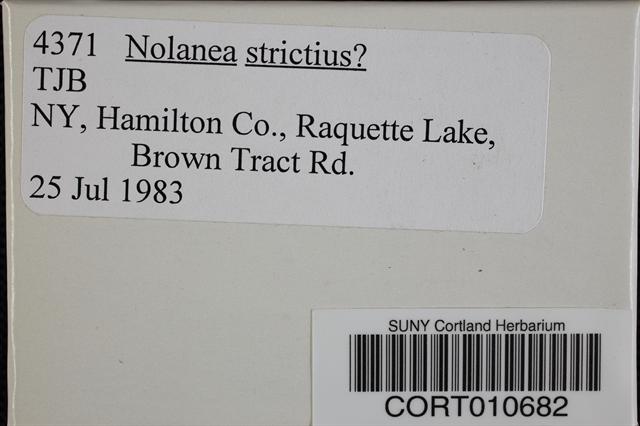 4371 Nolanea strictius?
TJB
NY, Hamilton Co., Raquette Lake,
Brown Tract Rd.
25 Jul 1983
SUNY Cortland Herbarium
CORT010682